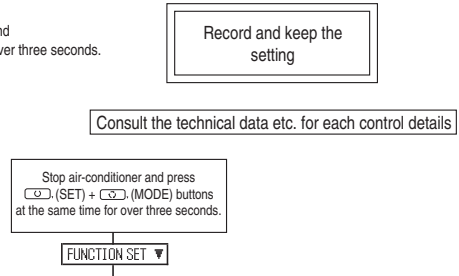 nd
ver three seconds.
Record and keep the
setting
Consult the technical data etc. for each control details
Stop air-conditioner and press
(SET) + (MODE) buttons
at the same time for over three seconds.
FUNCTION SET ▼